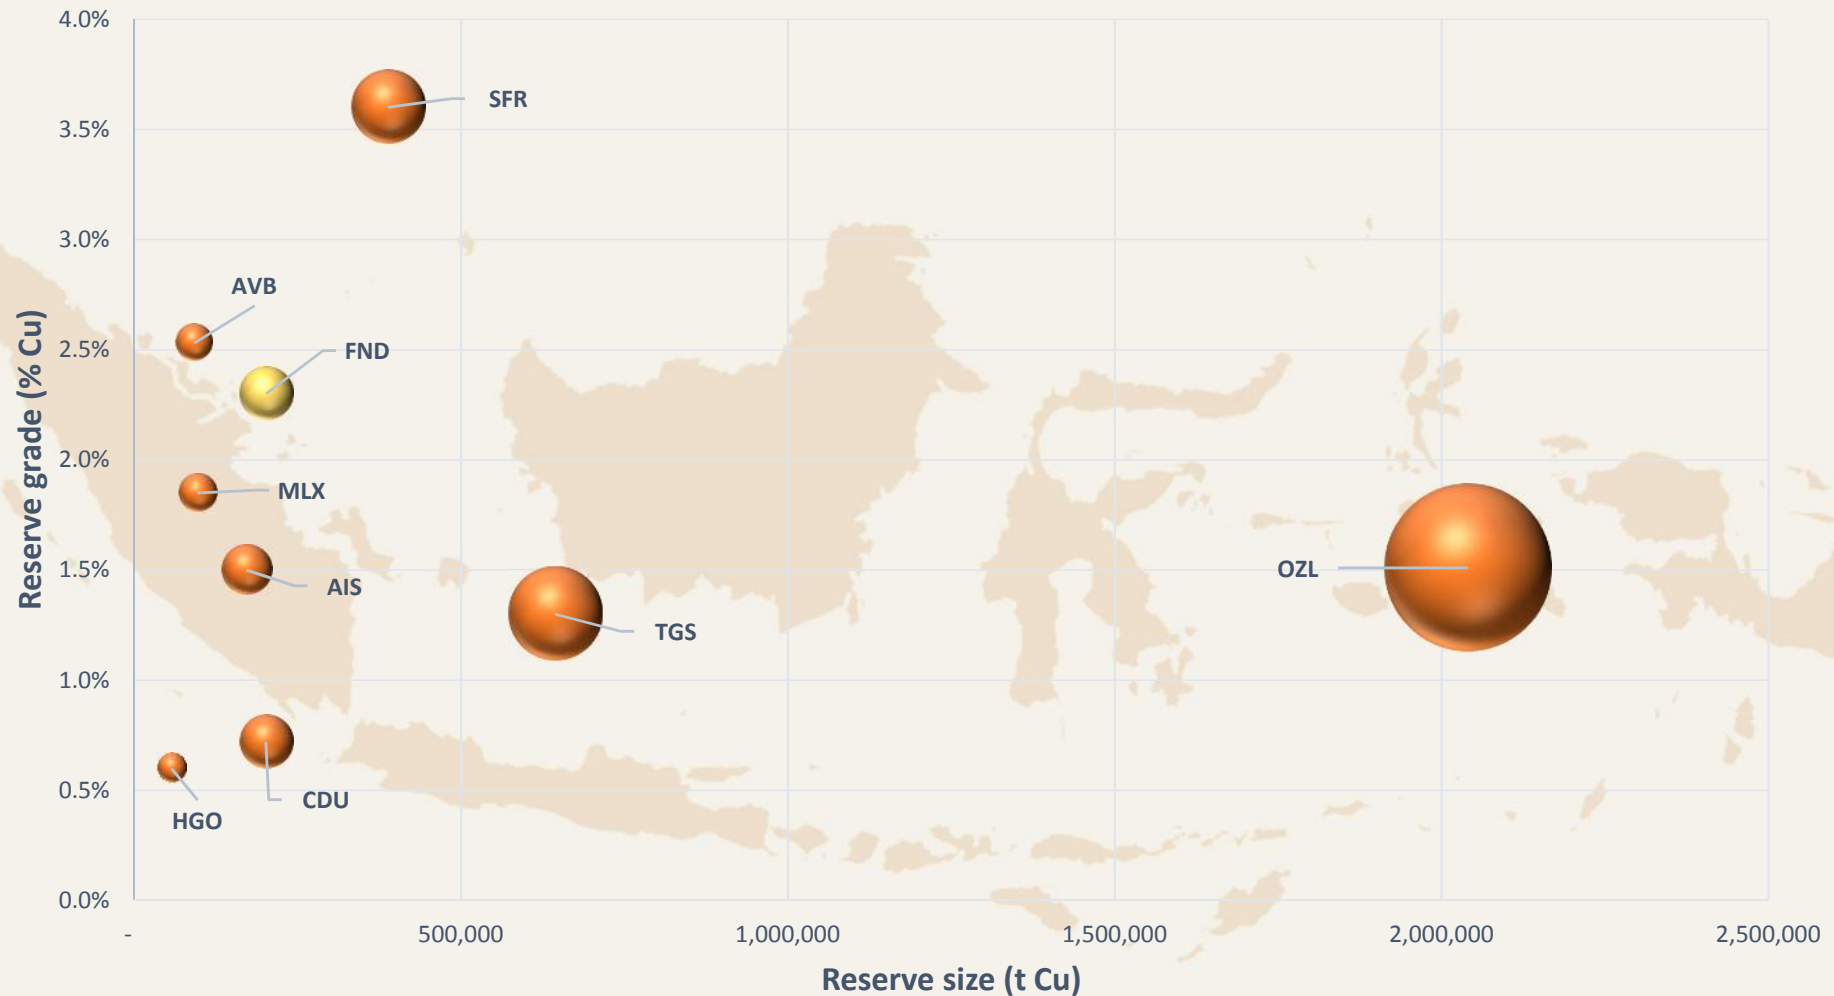 4.0%
SFR
3.5%
3.0%
AVB
2.5%
FND
2.0%
MLX
1.5%
AIS
OZL
TGS
1.0%
0.5%
CDU
HGO
0.0%
Reserve grade (% Cu)
-
500,000
1,000,000
1,500,000
2,000,000
2,500,000
Reserve size (t Cu)